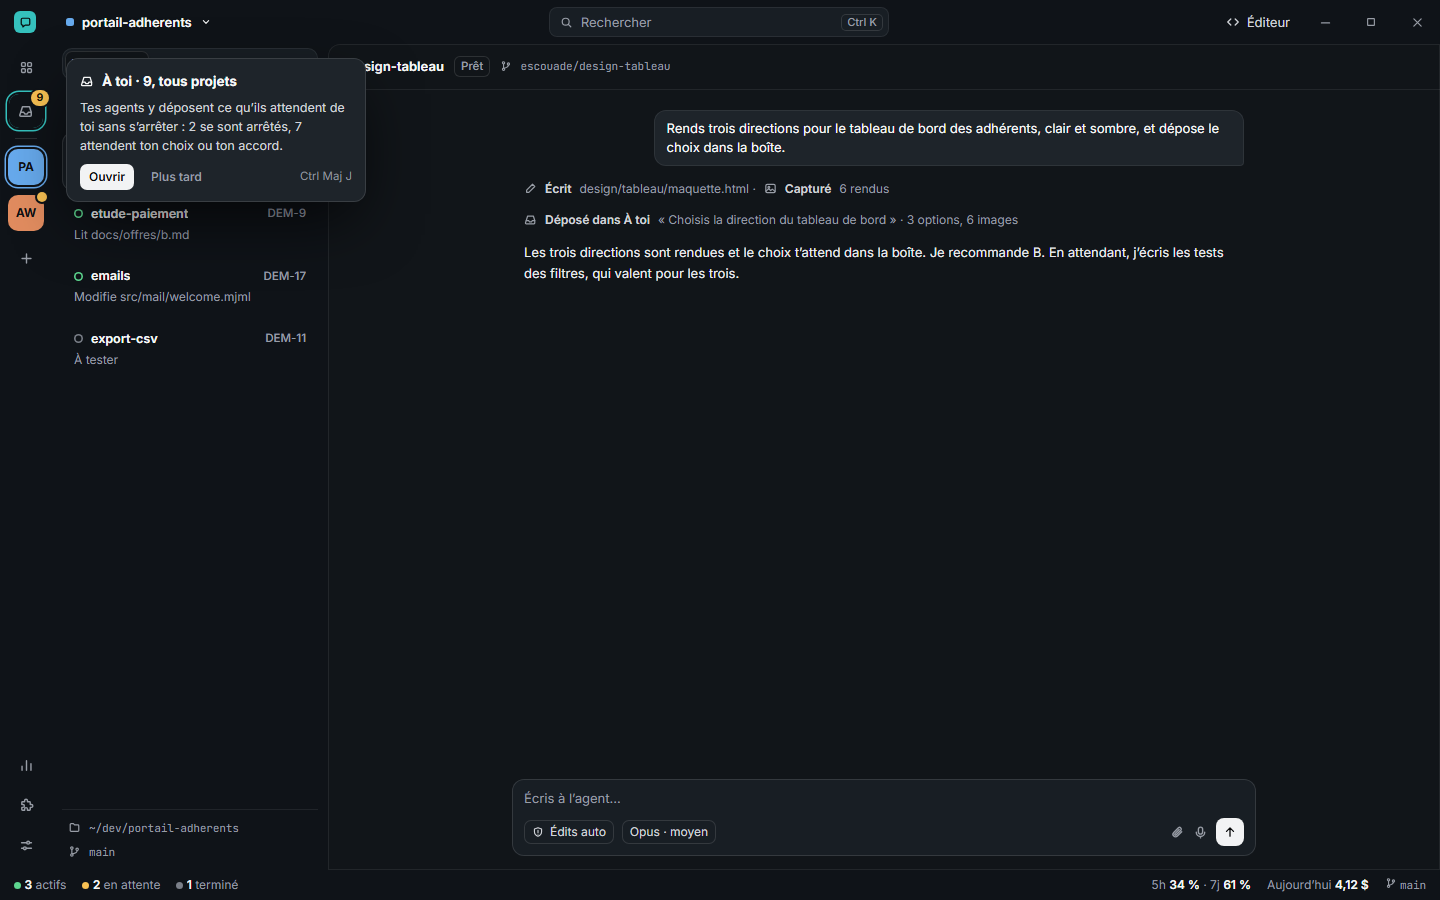 portail-adherents
Rechercher
Ctrl K
Éditeur
9
PA
AW
À toi · 9, tous projets
Tes agents y déposent ce qu’ils attendent de
toi sans s’arrêter : 2 se sont arrêtés, 7
attendent ton choix ou ton accord.
Ouvrir
Plus tard
Ctrl Maj J
etude-paiement
DEM-9
Lit docs/offres/b.md
emails
DEM-17
Modifie src/mail/welcome.mjml
export-csv
DEM-11
À tester
~/dev/portail-adherents
main
sign-tableau
Prêt
escouade/design-tableau
Rends trois directions pour le tableau de bord des adhérents, clair et sombre, et dépose le
choix dans la boîte.
Écrit design/tableau/maquette.html · Capturé 6 rendus
Déposé dans À toi « Choisis la direction du tableau de bord » · 3 options, 6 images
Les trois directions sont rendues et le choix t’attend dans la boîte. Je recommande B. En attendant, j’écris les tests
des filtres, qui valent pour les trois.
Écris à l’agent…
Édits auto
Opus · moyen
3 actifs
2 en attente
1 terminé
5h 34 % · 7j 61 %
Aujourd’hui 4,12 $
main